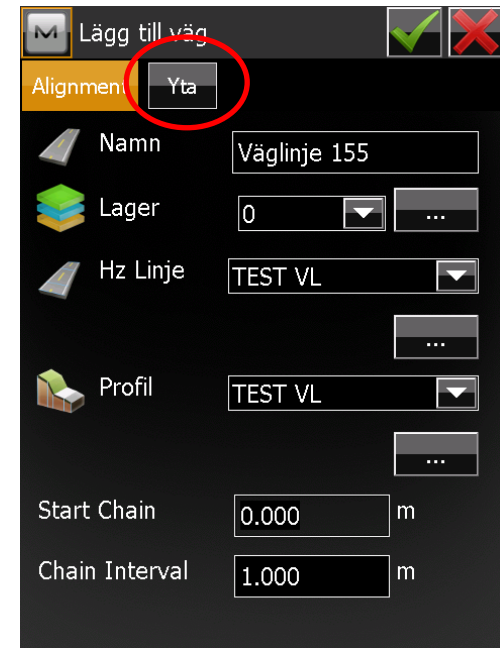 Lägg till väg
Alignment Yta
Namn Väglinje 155
Lager 0 ...
Hz Linje TEST VL
...
Profil TEST VL
...
Start Chain 0.000 m
Chain Interval 1.000 m